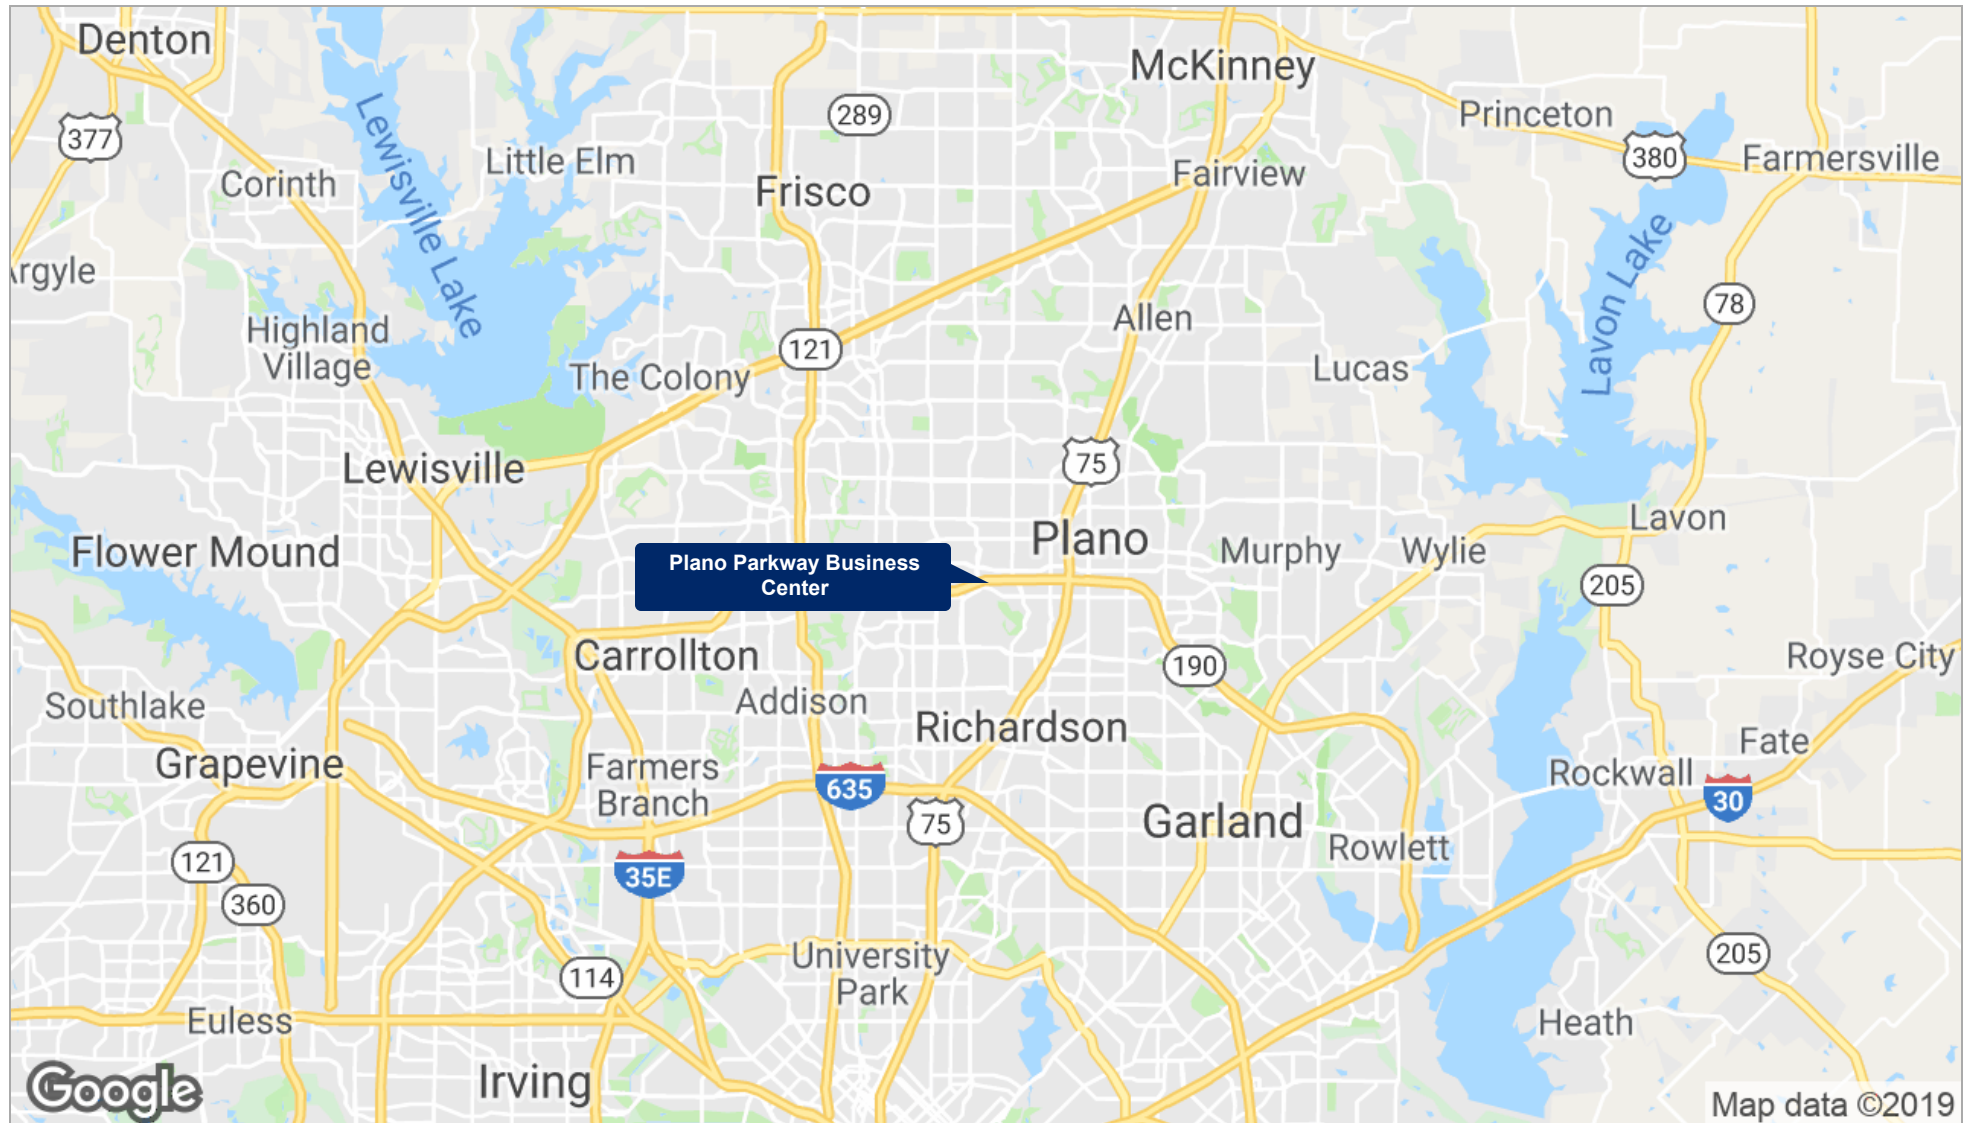 Denton
McKinney
289
Princeton
377
Lewisville Lake
Little Elm
380
Farmersville
Corinth
Frisco
Fairview
Lavon Lake
rgyle
78
Highland
Village
Allen
121
The Colony
Lucas
Lewisville
75
Lavon
Flower Mound
Plano
Murphy
Wylie
Plano Parkway Business
Center
205
Carrollton
190
Royse City
Southlake
Addison
Richardson
Fate
Grapevine
Farmers
Branch
635
Rockwall
30
75
Garland
Rowlett
121
35E
360
University
Park
205
114
Euless
Heath
Irving
Google
Map data ©2019